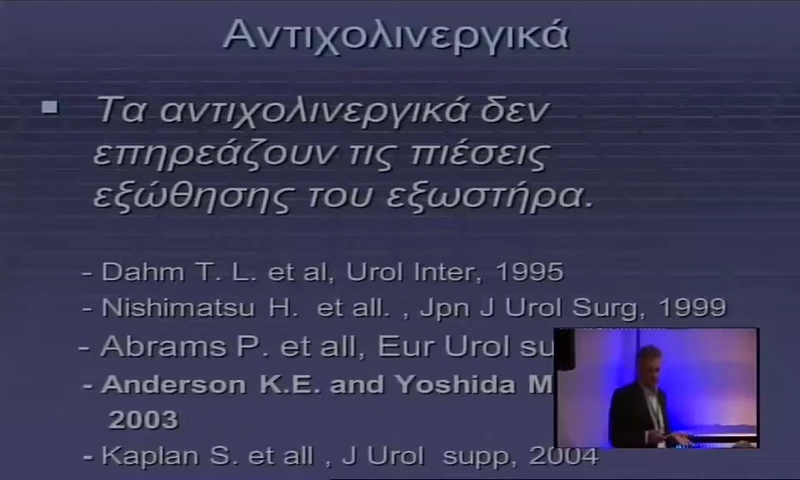 Αντιχολινεργικά
Τα αντιχολινεργικά δεν
επηρεάζουν τις πιέσεις
εξώθησης του εξωστήρα.
- Dahm T. L. et al, Urol Inter, 1995
- Nishimatsu H. et all. , Jpn J Urol Surg, 1999
- Abrams P. et all, Eur Urol su
- Anderson K.E. and Yoshida M
2003
- Kaplan S. et all , J Urol supp, 2004